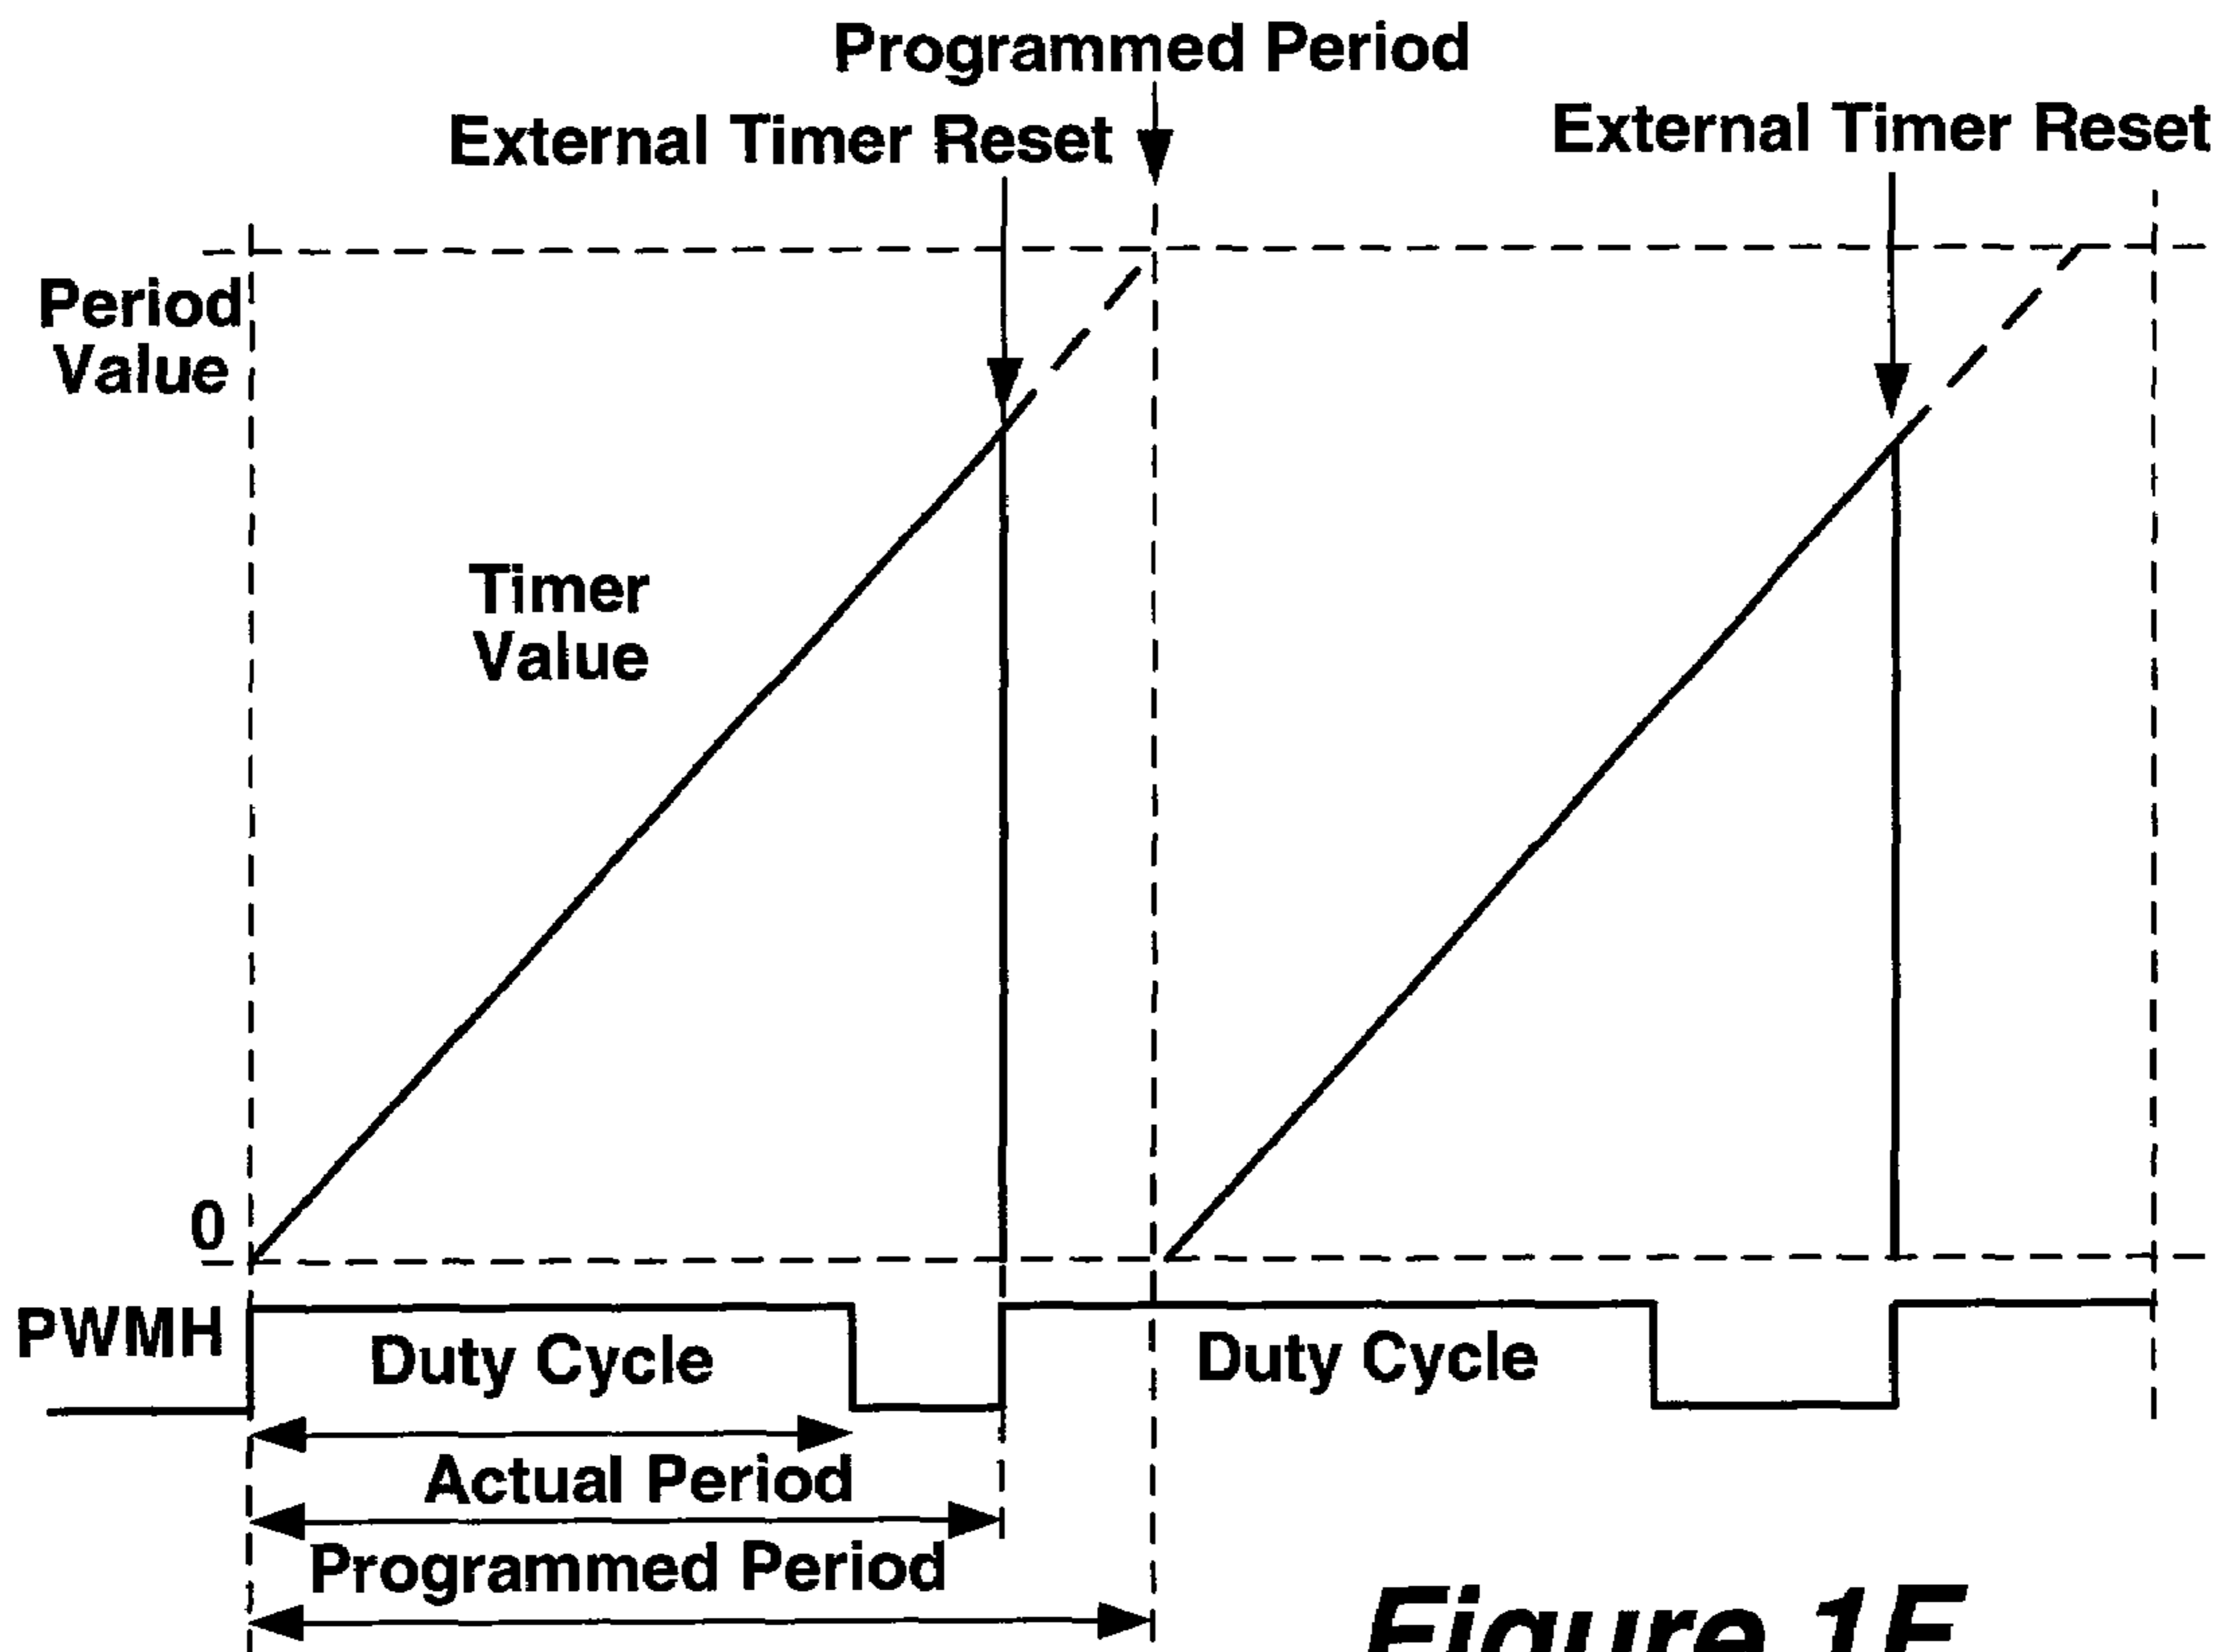 Programmed Period
External Timer Reset
External Timer Reset
Period
Value
Timer
Value
0
PWMH
Duty Cycle
Duty Cycle
Actual Period
Programmed Period